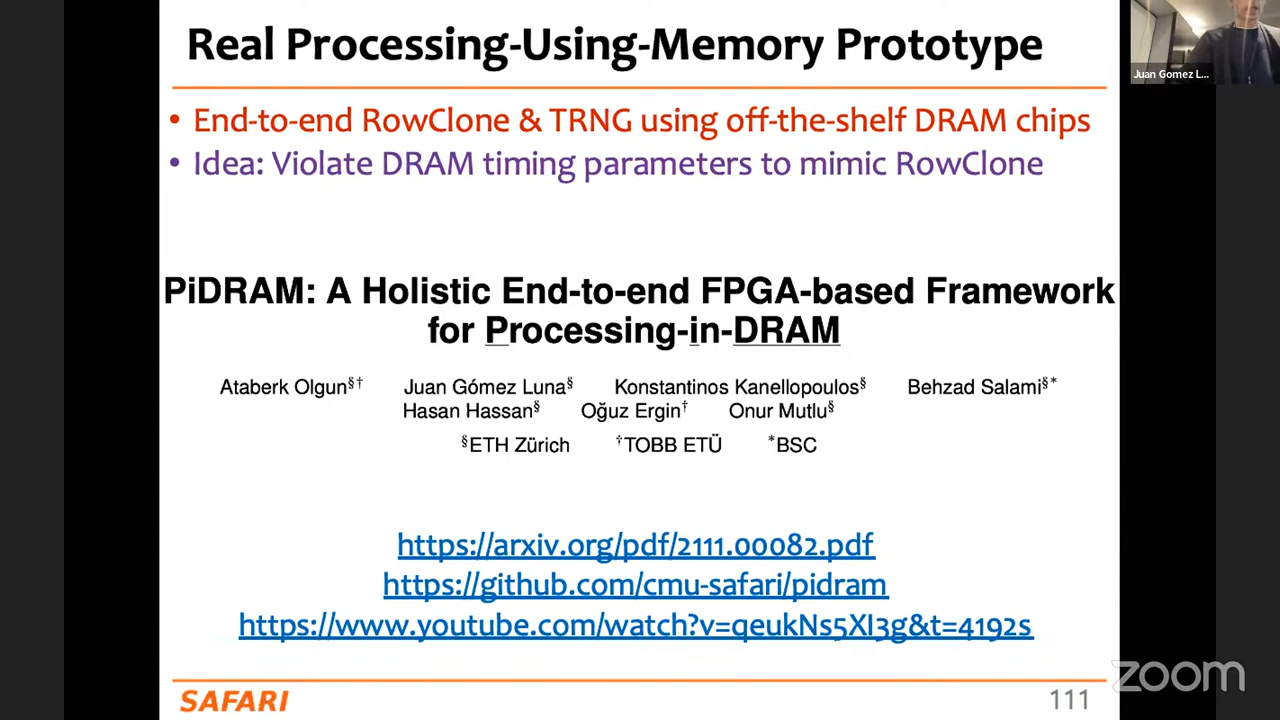 Real Processing-Using-Memory Prototype
Juan Gomez L...
• End-to-end RowClone & TRNG using off-the-shelf DRAM chips
• Idea: Violate DRAM timing parameters to mimic RowClone
PiDRAM: A Holistic End-to-end FPGA-based Framework
for Processing-in-DRAM
Ataberk Olgun§† Juan Gómez Luna§ Konstantinos Kanellopoulos§ Behzad Salami§*
Hasan Hassan§ Oğuz Ergin† Onur Mutlu§
§ETH Zürich †TOBB ETÜ *BSC
https://arxiv.org/pdf/2111.00082.pdf
https://github.com/cmu-safari/pidram
https://www.youtube.com/watch?v=qeukNs5XI3g&t=4192s
SAFARI
111
zoom